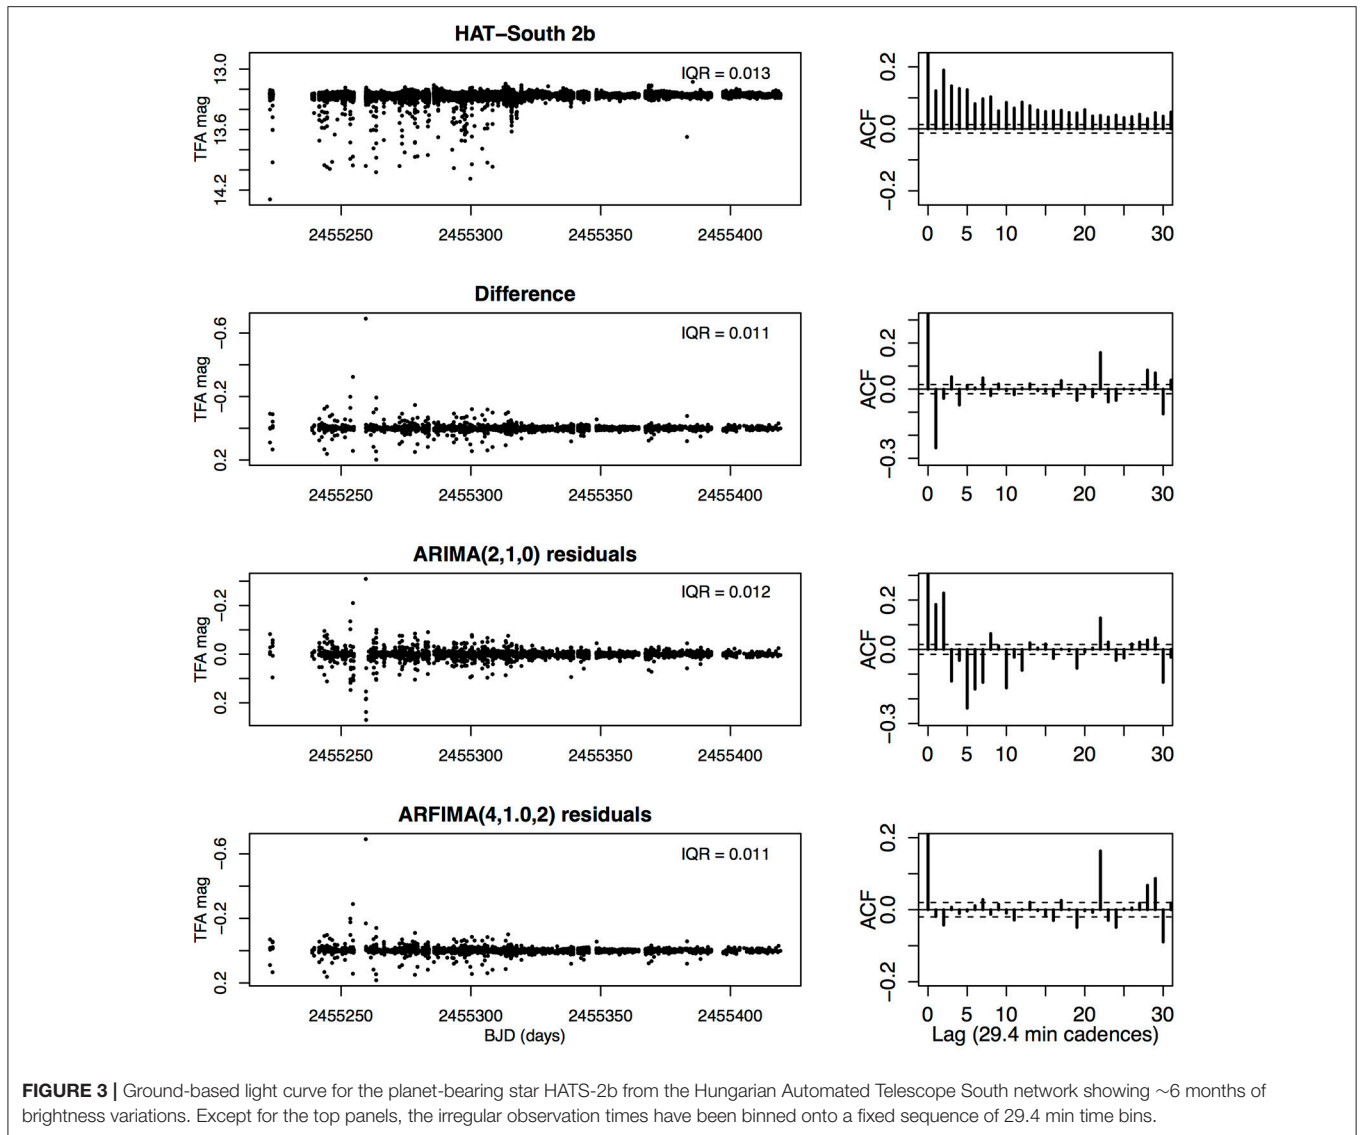 HAT–South 2b
IQR = 0.013
TFA mag
13.0
13.6
14.2
2455250 2455300 2455350 2455400
ACF
0.2
0.0
−0.2
0 5 10 20 30
Difference
IQR = 0.011
TFA mag
−0.6
−0.2
0.2
2455250 2455300 2455350 2455400
ACF
0.2
0.0
−0.3
0 5 10 20 30
ARIMA(2,1,0) residuals
IQR = 0.012
TFA mag
−0.2
0.0
0.2
2455250 2455300 2455350 2455400
ACF
0.2
0.0
−0.3
0 5 10 20 30
ARFIMA(4,1.0,2) residuals
IQR = 0.011
TFA mag
−0.6
−0.2
0.2
2455250 2455300 2455350 2455400
BJD (days)
ACF
0.2
0.0
−0.2
0 5 10 20 30
Lag (29.4 min cadences)
FIGURE 3 | Ground-based light curve for the planet-bearing star HATS-2b from the Hungarian Automated Telescope South network showing ∼6 months of
brightness variations. Except for the top panels, the irregular observation times have been binned onto a fixed sequence of 29.4 min time bins.